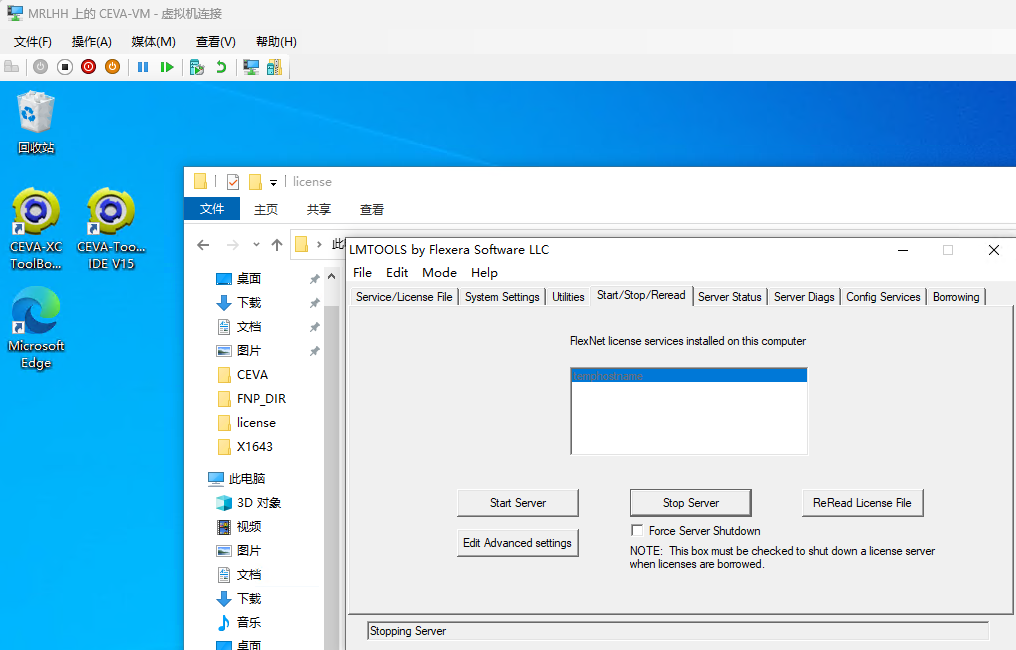 MRLHH 上的 CEVA-VM - 虚拟机连接
文件(F) 操作(A) 媒体(M) 查看(V) 帮助(H)
回收站
CEVA-XC ToolBo...
CEVA-Too... IDE V15
Microsoft Edge
license
文件 主页 共享 查看
桌面
下载
文档
图片
CEVA
FNP_DIR
license
X1643
此电脑
3D 对象
视频
图片
文档
下载
音乐
桌面
LMTOOLS by Flexera Software LLC
File Edit Mode Help
Service/License File System Settings Utilities Start/Stop/Reread Server Status Server Diags Config Services Borrowing
FlexNet license services installed on this computer
temphostname
Start Server Stop Server ReRead License File
Edit Advanced settings
Force Server Shutdown
NOTE: This box must be checked to shut down a license server
when licenses are borrowed.
Stopping Server